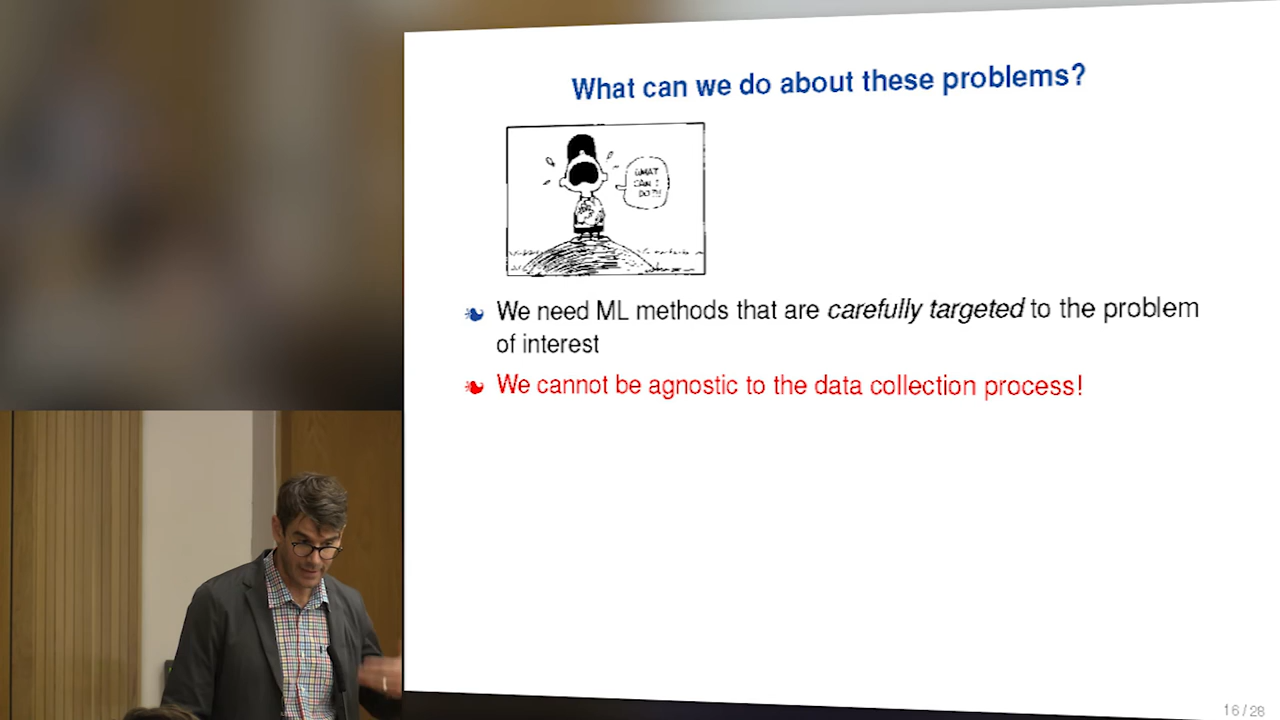 What can we do about these problems?
WHAT
CAN I
DO?!!
We need ML methods that are carefully targeted to the problem
of interest
We cannot be agnostic to the data collection process!
16/28